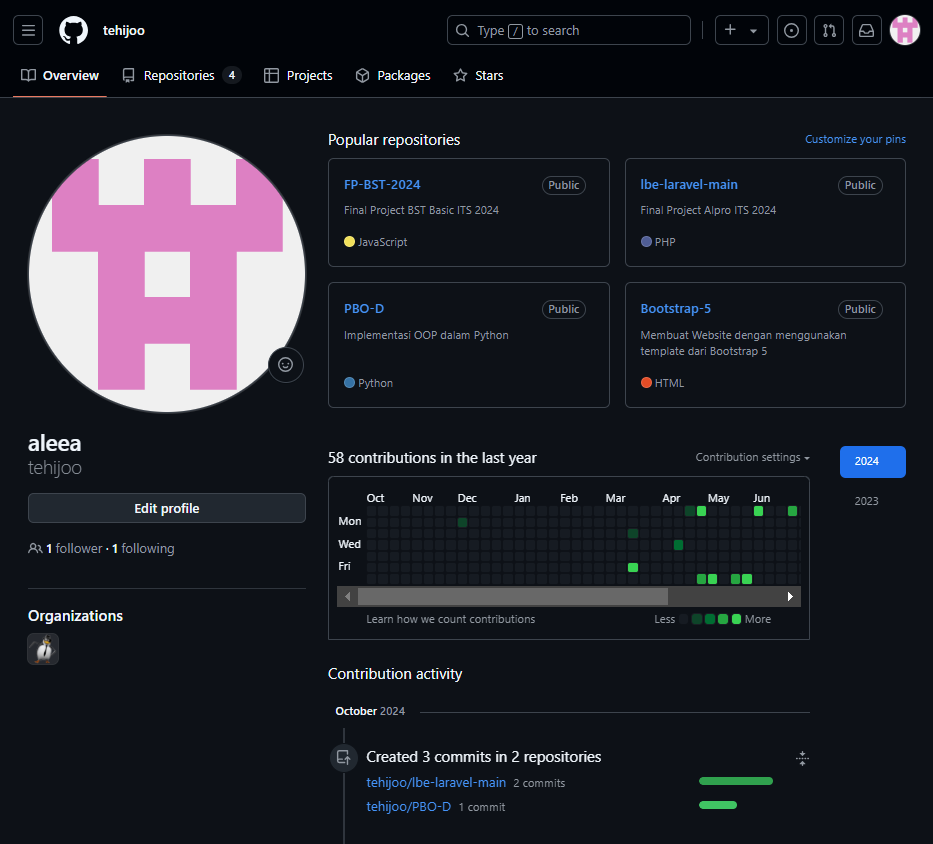 tehijoo
Type / to search
Overview Repositories 4 Projects Packages Stars
Popular repositories
Customize your pins
FP-BST-2024 Public
Final Project BST Basic ITS 2024
JavaScript
lbe-laravel-main Public
Final Project Alpro ITS 2024
PHP
PBO-D Public
Implementasi OOP dalam Python
Python
Bootstrap-5 Public
Membuat Website dengan menggunakan
template dari Bootstrap 5
HTML
aleea
tehijoo
Edit profile
1 follower · 1 following
Organizations
58 contributions in the last year
Contribution settings
2024
2023
Oct Nov Dec Jan Feb Mar Apr May Jun
Mon
Wed
Fri
Learn how we count contributions
Less More
Contribution activity
October 2024
Created 3 commits in 2 repositories
tehijoo/lbe-laravel-main 2 commits
tehijoo/PBO-D 1 commit